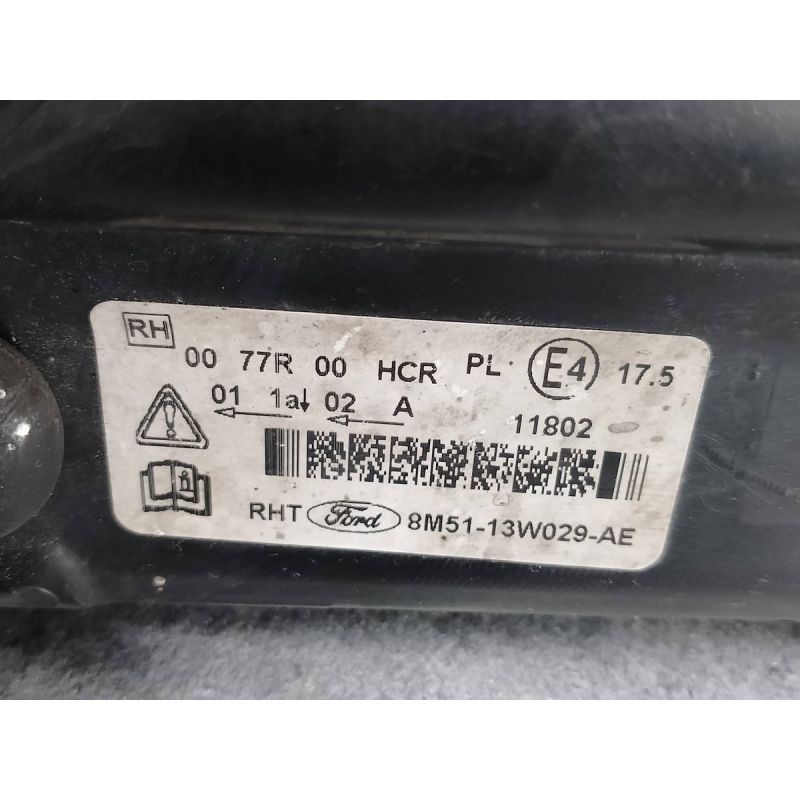 RH
00 77R 00 HCR PL E4 17.5
01 1a 02 A
11802
RHT Ford 8M51-13W029-AE